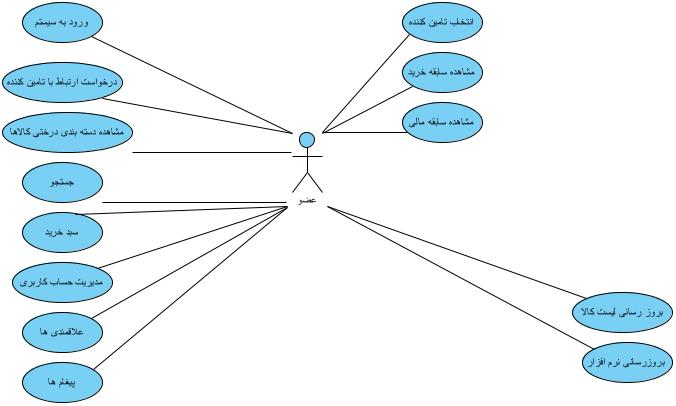 ورود به سیستم
درخواست ارتباط با تامین کننده
مشاهده دسته بندی درختی کالاها
جستجو
سبد خرید
مدیریت حساب کاربری
علاقمندی ها
پیغام ها
عضو
انتخاب تامین کننده
مشاهده سابقه خرید
مشاهده سابقه مالی
بروز رسانی لیست کالا
بروزرسانی نرم افزار